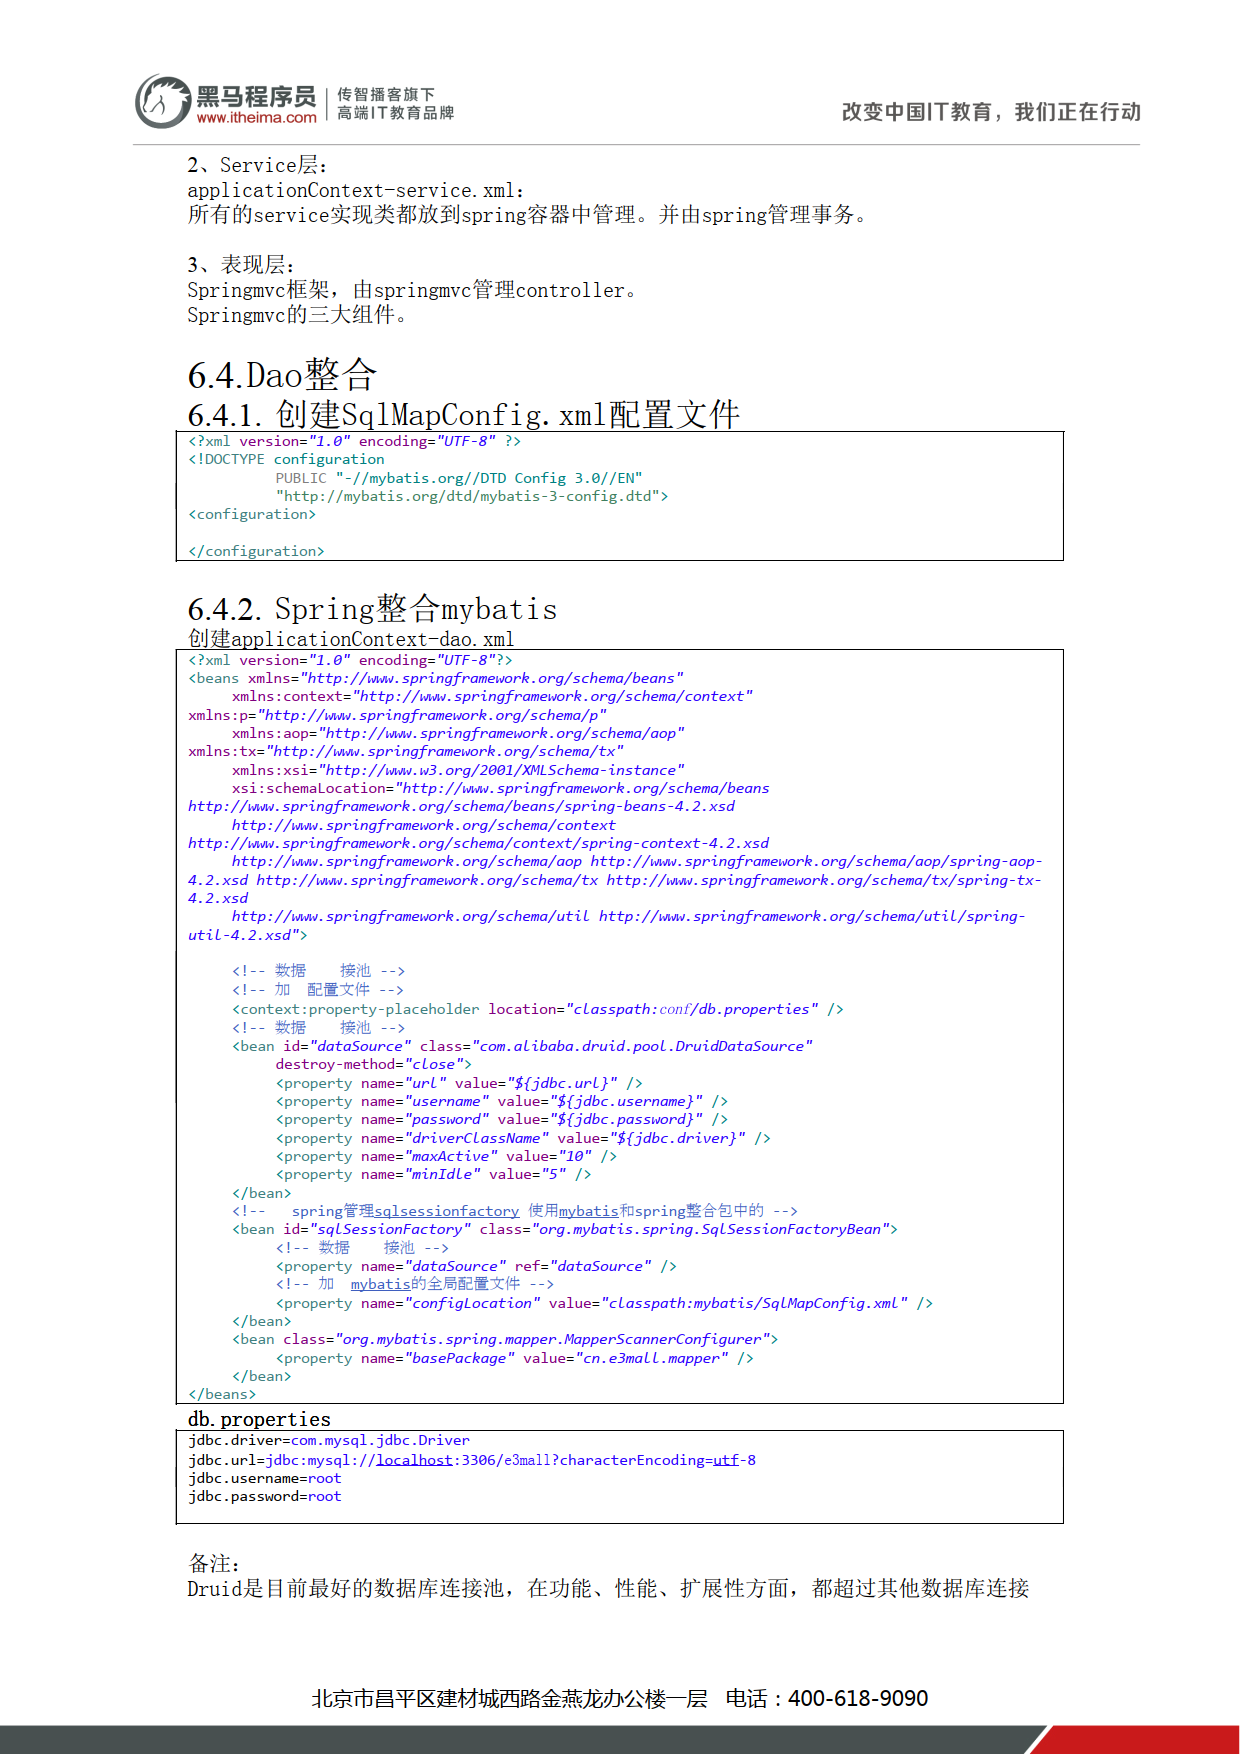 黑马程序员
www.itheima.com
传智播客旗下
高端IT教育品牌
改变中国IT教育，我们正在行动
2、Service层：
applicationContext-service.xml：
所有的service实现类都放到spring容器中管理。并由spring管理事务。
3、表现层：
Springmvc框架，由springmvc管理controller。
Springmvc的三大组件。
6.4.Dao整合
6.4.1. 创建SqlMapConfig.xml配置文件
<?xml version="1.0" encoding="UTF-8" ?>
<!DOCTYPE configuration
PUBLIC "-//mybatis.org//DTD Config 3.0//EN"
"http://mybatis.org/dtd/mybatis-3-config.dtd">
<configuration>
</configuration>
6.4.2. Spring整合mybatis
创建applicationContext-dao.xml
<?xml version="1.0" encoding="UTF-8"?>
<beans xmlns="http://www.springframework.org/schema/beans"
xmlns:context="http://www.springframework.org/schema/context"
xmlns:p="http://www.springframework.org/schema/p"
xmlns:aop="http://www.springframework.org/schema/aop"
xmlns:tx="http://www.springframework.org/schema/tx"
xmlns:xsi="http://www.w3.org/2001/XMLSchema-instance"
xsi:schemaLocation="http://www.springframework.org/schema/beans
http://www.springframework.org/schema/beans/spring-beans-4.2.xsd
http://www.springframework.org/schema/context
http://www.springframework.org/schema/context/spring-context-4.2.xsd
http://www.springframework.org/schema/aop http://www.springframework.org/schema/aop/spring-aop-
4.2.xsd http://www.springframework.org/schema/tx http://www.springframework.org/schema/tx/spring-tx-
4.2.xsd
http://www.springframework.org/schema/util http://www.springframework.org/schema/util/spring-
util-4.2.xsd">
<!-- 数据 接池 -->
<!-- 加 配置文件 -->
<context:property-placeholder location="classpath:conf/db.properties" />
<!-- 数据 接池 -->
<bean id="dataSource" class="com.alibaba.druid.pool.DruidDataSource"
destroy-method="close">
<property name="url" value="${jdbc.url}" />
<property name="username" value="${jdbc.username}" />
<property name="password" value="${jdbc.password}" />
<property name="driverClassName" value="${jdbc.driver}" />
<property name="maxActive" value="10" />
<property name="minIdle" value="5" />
</bean>
<!-- spring管理sqlsessionfactory 使用mybatis和spring整合包中的 -->
<bean id="sqlSessionFactory" class="org.mybatis.spring.SqlSessionFactoryBean">
<!-- 数据 接池 -->
<property name="dataSource" ref="dataSource" />
<!-- 加 mybatis的全局配置文件 -->
<property name="configLocation" value="classpath:mybatis/SqlMapConfig.xml" />
</bean>
<bean class="org.mybatis.spring.mapper.MapperScannerConfigurer">
<property name="basePackage" value="cn.e3mall.mapper" />
</bean>
</beans>
db.properties
jdbc.driver=com.mysql.jdbc.Driver
jdbc.url=jdbc:mysql://localhost:3306/e3mall?characterEncoding=utf-8
jdbc.username=root
jdbc.password=root
备注：
Druid是目前最好的数据库连接池，在功能、性能、扩展性方面，都超过其他数据库连接
北京市昌平区建材城西路金燕龙办公楼一层 电话：400-618-9090